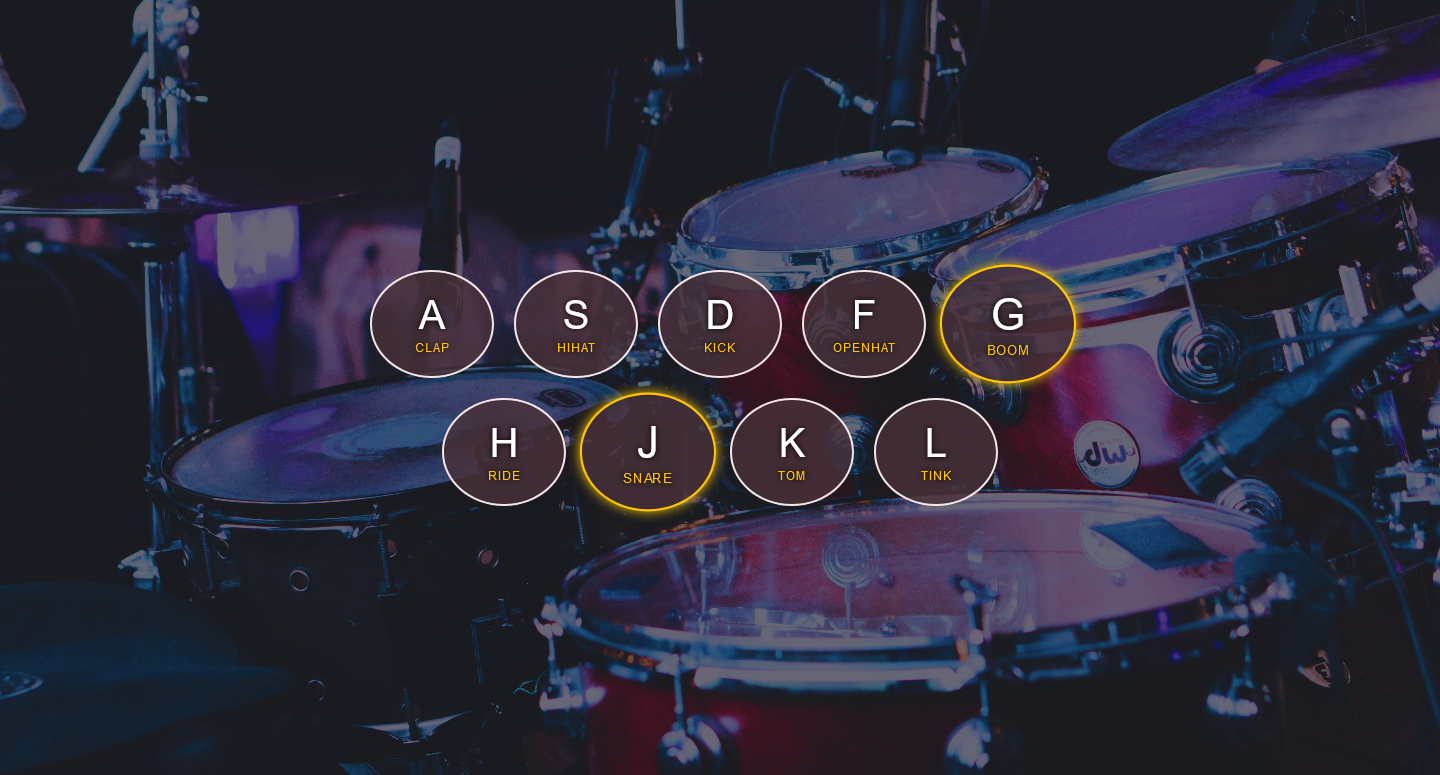 A S D F G
CLAP HIHAT KICK OPENHAT BOOM
H J K L
RIDE SNARE TOM TINK
dw